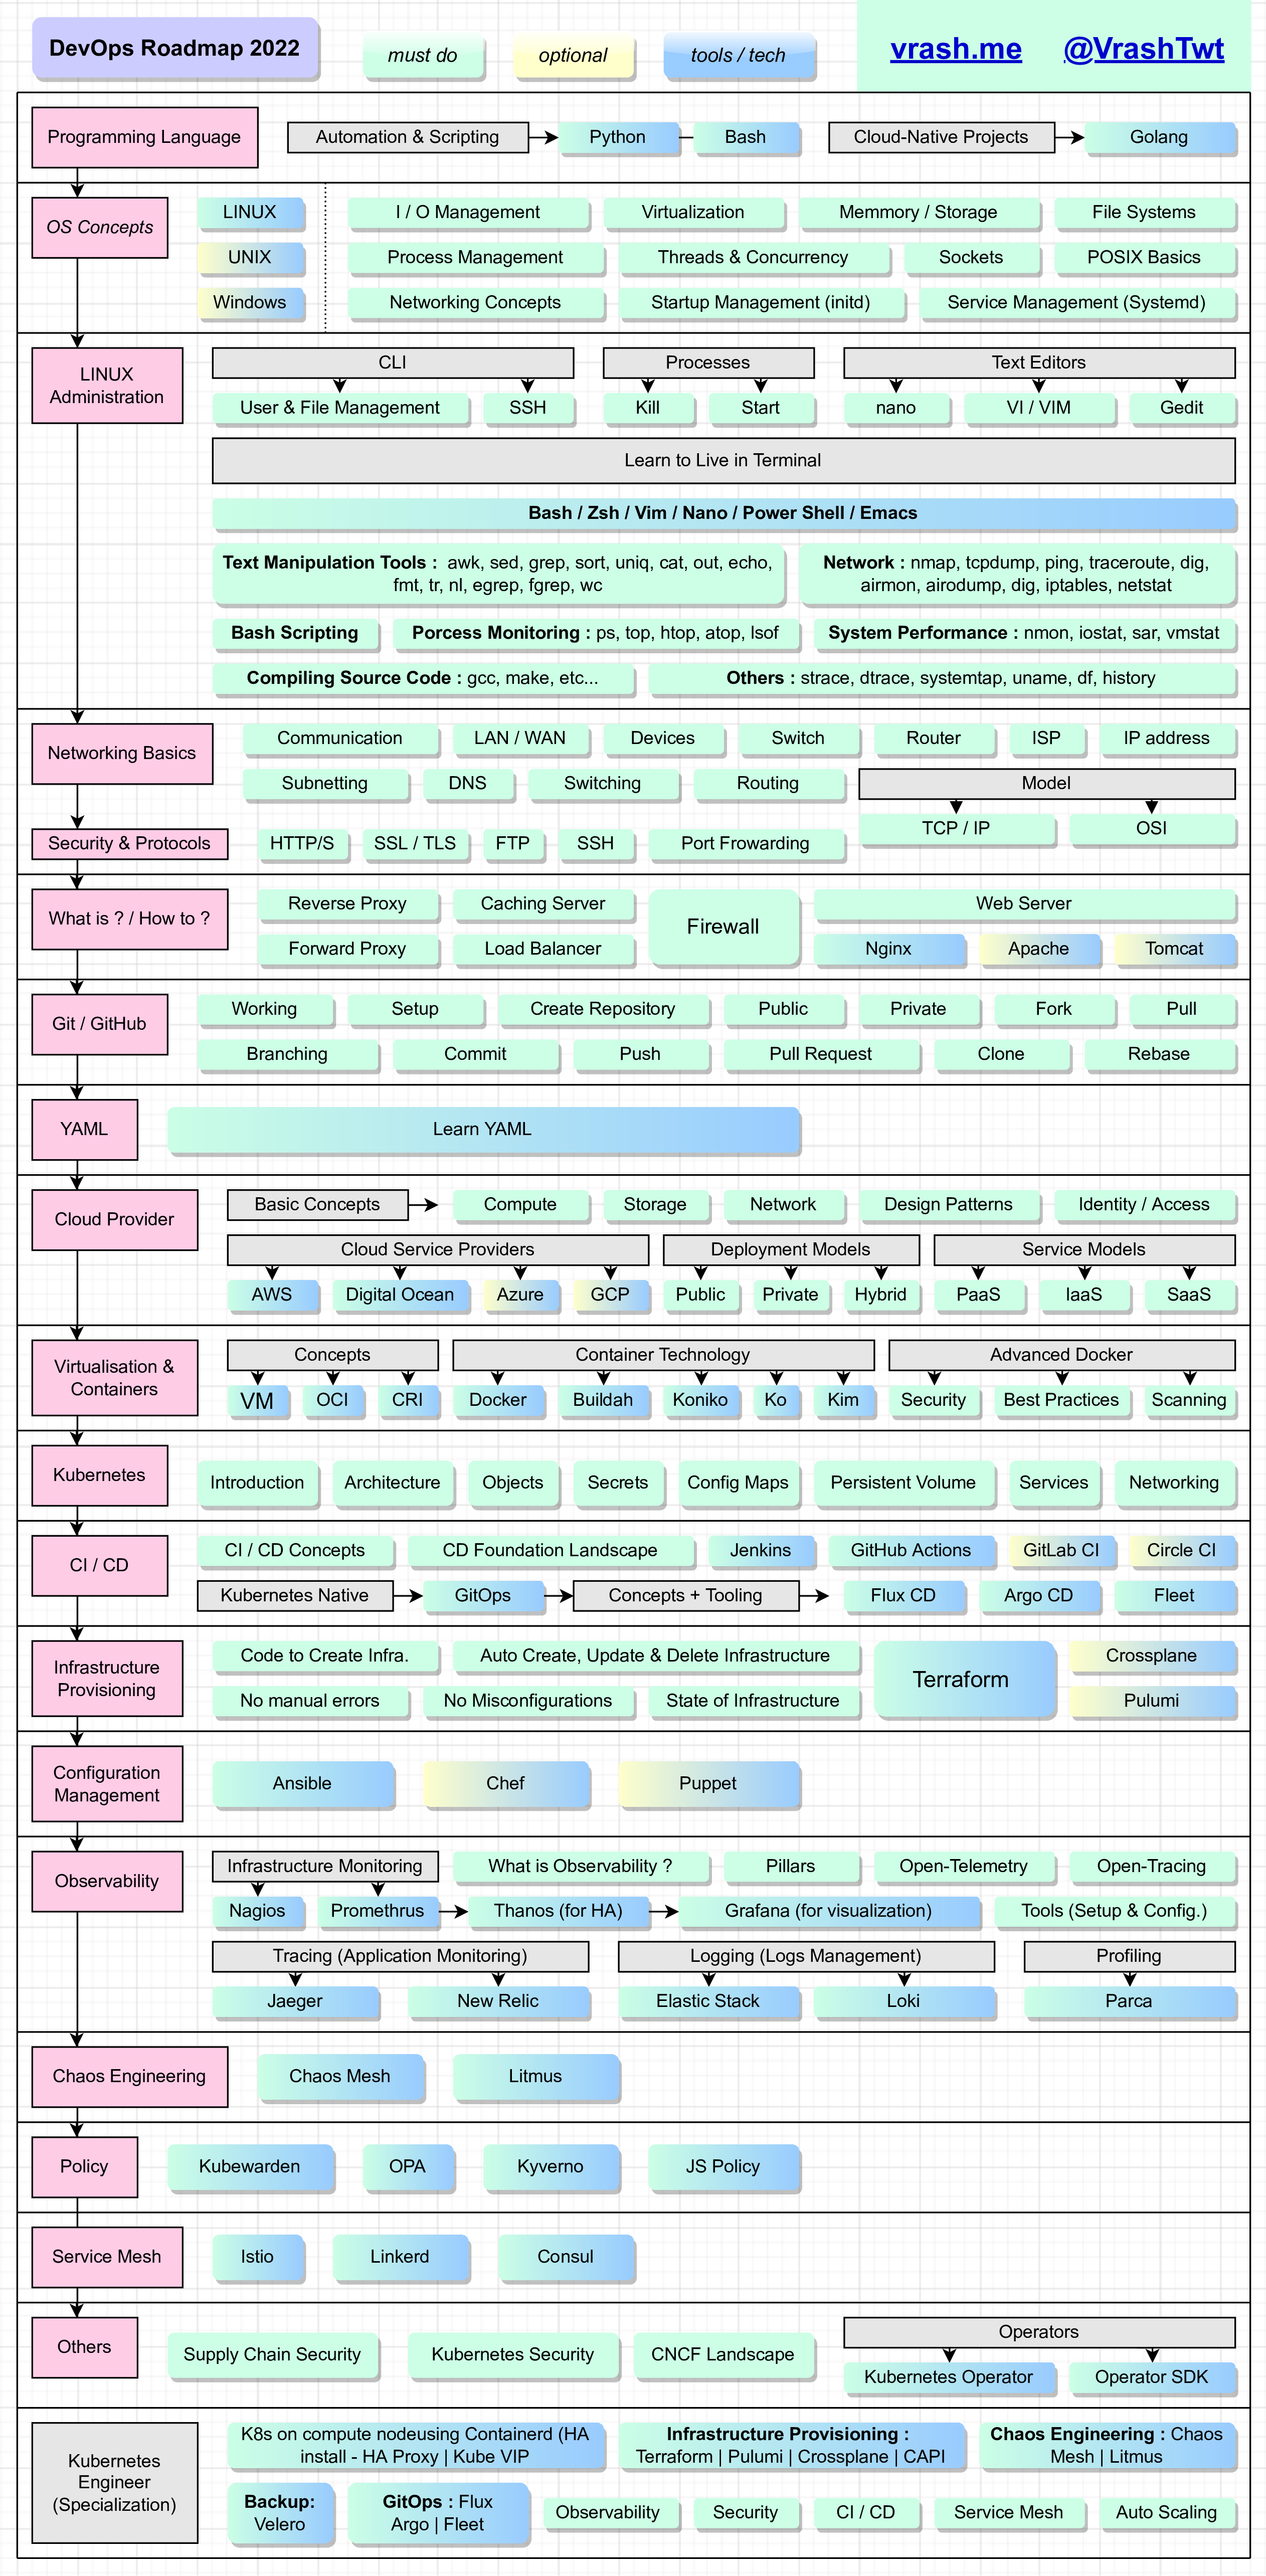 DevOps Roadmap 2022
must do
optional
tools / tech
vrash.me
@VrashTwt
Programming Language
Automation & Scripting
Python
Bash
Cloud-Native Projects
Golang
OS Concepts
LINUX
I / O Management
Virtualization
Memmory / Storage
File Systems
UNIX
Process Management
Threads & Concurrency
Sockets
POSIX Basics
Windows
Networking Concepts
Startup Management (initd)
Service Management (Systemd)
LINUX
Administration
CLI
Processes
Text Editors
User & File Management
SSH
Kill
Start
nano
VI / VIM
Gedit
Learn to Live in Terminal
Bash / Zsh / Vim / Nano / Power Shell / Emacs
Text Manipulation Tools : awk, sed, grep, sort, uniq, cat, out, echo,
fmt, tr, nl, egrep, fgrep, wc
Network : nmap, tcpdump, ping, traceroute, dig,
airmon, airodump, dig, iptables, netstat
Bash Scripting
Porcess Monitoring : ps, top, htop, atop, lsof
System Performance : nmon, iostat, sar, vmstat
Compiling Source Code : gcc, make, etc...
Others : strace, dtrace, systemtap, uname, df, history
Networking Basics
Communication
LAN / WAN
Devices
Switch
Router
ISP
IP address
Subnetting
DNS
Switching
Routing
Model
TCP / IP
OSI
Security & Protocols
HTTP/S
SSL / TLS
FTP
SSH
Port Frowarding
What is ? / How to ?
Reverse Proxy
Caching Server
Firewall
Web Server
Forward Proxy
Load Balancer
Nginx
Apache
Tomcat
Git / GitHub
Working
Setup
Create Repository
Public
Private
Fork
Pull
Branching
Commit
Push
Pull Request
Clone
Rebase
YAML
Learn YAML
Cloud Provider
Basic Concepts
Compute
Storage
Network
Design Patterns
Identity / Access
Cloud Service Providers
Deployment Models
Service Models
AWS
Digital Ocean
Azure
GCP
Public
Private
Hybrid
PaaS
IaaS
SaaS
Virtualisation &
Containers
Concepts
Container Technology
Advanced Docker
VM
OCI
CRI
Docker
Buildah
Koniko
Ko
Kim
Security
Best Practices
Scanning
Kubernetes
Introduction
Architecture
Objects
Secrets
Config Maps
Persistent Volume
Services
Networking
CI / CD
CI / CD Concepts
CD Foundation Landscape
Jenkins
GitHub Actions
GitLab CI
Circle CI
Kubernetes Native
GitOps
Concepts + Tooling
Flux CD
Argo CD
Fleet
Infrastructure
Provisioning
Code to Create Infra.
Auto Create, Update & Delete Infrastructure
Terraform
Crossplane
No manual errors
No Misconfigurations
State of Infrastructure
Pulumi
Configuration
Management
Ansible
Chef
Puppet
Observability
Infrastructure Monitoring
What is Observability ?
Pillars
Open-Telemetry
Open-Tracing
Nagios
Promethrus
Thanos (for HA)
Grafana (for visualization)
Tools (Setup & Config.)
Tracing (Application Monitoring)
Logging (Logs Management)
Profiling
Jaeger
New Relic
Elastic Stack
Loki
Parca
Chaos Engineering
Chaos Mesh
Litmus
Policy
Kubewarden
OPA
Kyverno
JS Policy
Service Mesh
Istio
Linkerd
Consul
Others
Supply Chain Security
Kubernetes Security
CNCF Landscape
Operators
Kubernetes Operator
Operator SDK
Kubernetes
Engineer
(Specialization)
K8s on compute nodeusing Containerd (HA
install - HA Proxy | Kube VIP
Infrastructure Provisioning :
Terraform | Pulumi | Crossplane | CAPI
Chaos Engineering : Chaos
Mesh | Litmus
Backup:
Velero
GitOps : Flux
Argo | Fleet
Observability
Security
CI / CD
Service Mesh
Auto Scaling